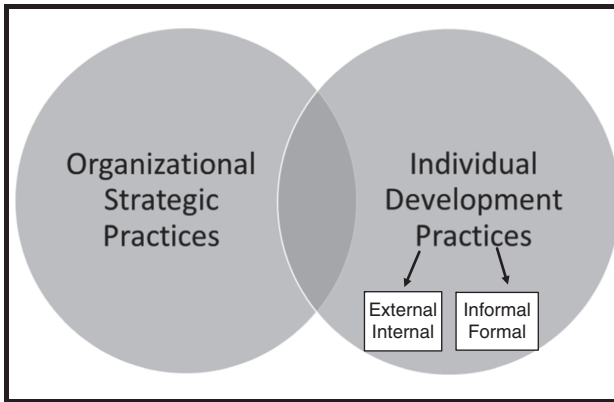 Organizational
Strategic
Practices
Individual
Development
Practices
External
Internal
Informal
Formal